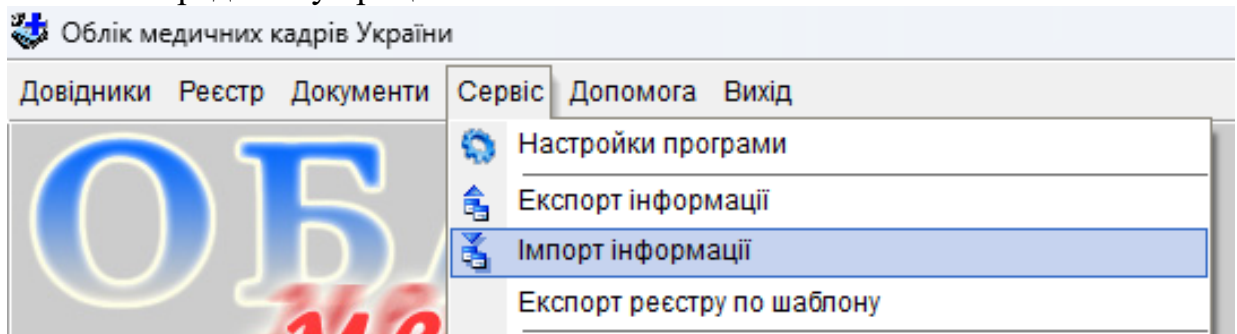 Облік медичних кадрів України
Довідники Реєстр Документи Сервіс Допомога Вихід
Настройки програми
Експорт інформації
Імпорт інформації
Експорт реєстру по шаблону